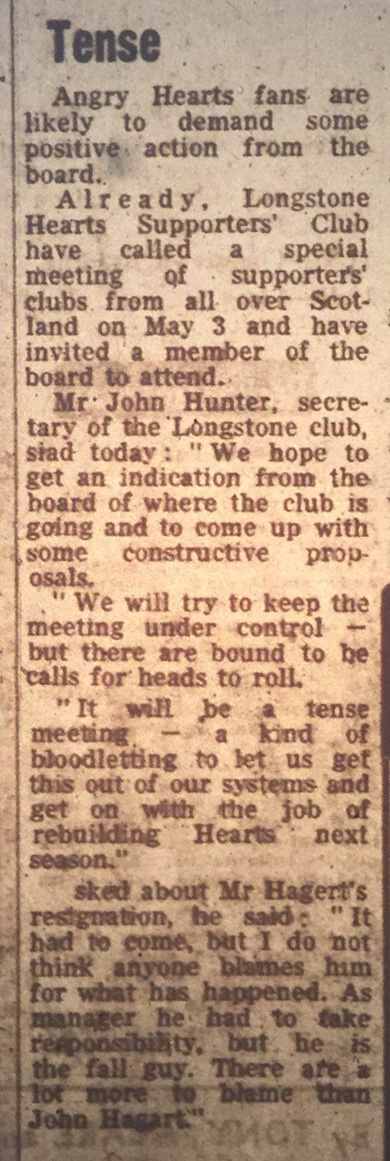 Tense
Angry Hearts fans are
likely to demand some
positive action from the
board.
Already, Longstone
Hearts Supporters' Club
have called a special
meeting of supporters'
clubs from all over Scot-
land on May 3 and have
invited a member of the
board to attend.
Mr John Hunter, secre-
tary of the Longstone club,
siad today: "We hope to
get an indication from the
board of where the club is
going and to come up with
some constructive prop-
osals.
"We will try to keep the
meeting under control —
but there are bound to be
calls for heads to roll.
"It will be a tense
meeting — a kind of
bloodletting to let us get
this out of our systems and
get on with the job of
rebuilding Hearts next
season."
sked about Mr Hagert's
resignation, he said: "It
had to come, but I do not
think anyone blames him
for what has happened. As
manager he had to take
responsibility, but he is
the fall guy. There are a
lot more to blame than
John Hagart."